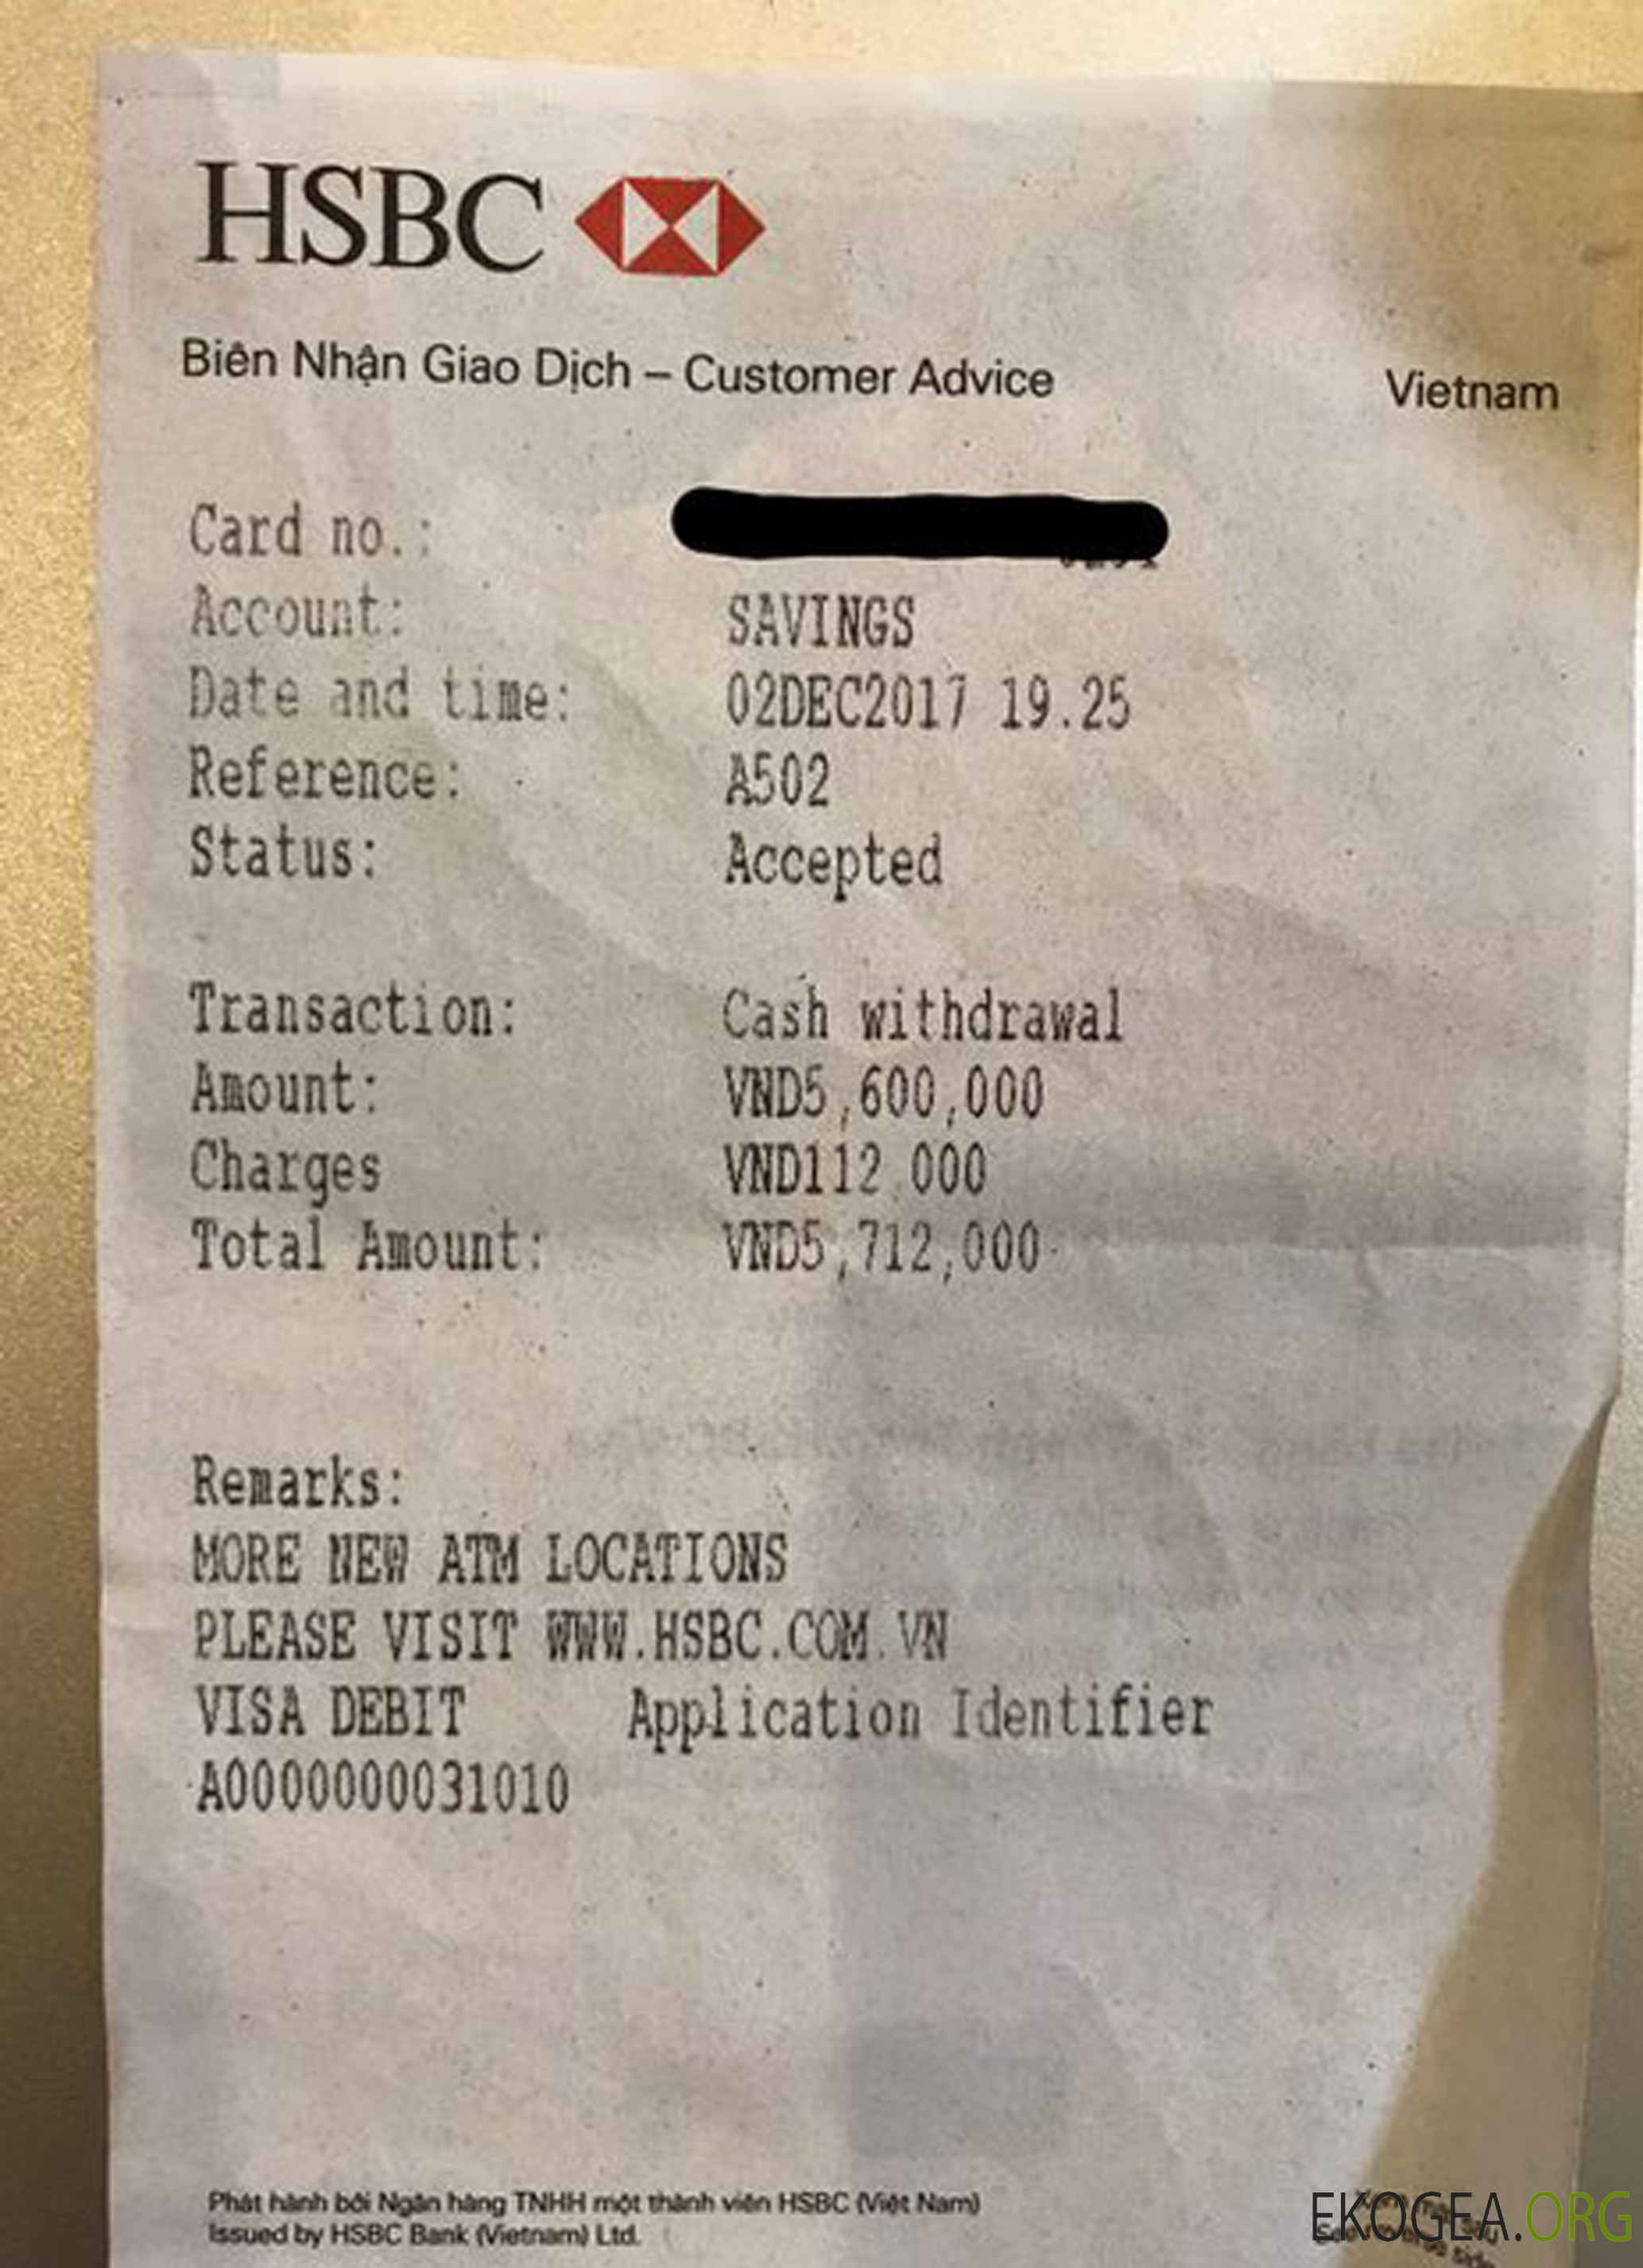 HSBC
Biên Nhận Giao Dịch – Customer Advice Vietnam
Card no.:
Account: SAVINGS
Date and time: 02DEC2017 19.25
Reference: A502
Status: Accepted
Transaction: Cash withdrawal
Amount: VND5,600,000
Charges VND112,000
Total Amount: VND5,712,000
Remarks:
MORE NEW ATM LOCATIONS
PLEASE VISIT WWW.HSBC.COM.VN
VISA DEBIT Application Identifier
A0000000031010
Phát hành bởi Ngân hàng TNHH một thành viên HSBC (Việt Nam)
Issued by HSBC Bank (Vietnam) Ltd.
EKOGEA.ORG